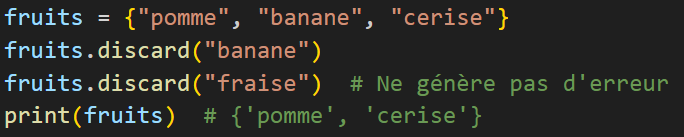 fruits = {"pomme", "banane", "cerise"}
fruits.discard("banane")
fruits.discard("fraise")  # Ne génère pas d'erreur
print(fruits)  # {'pomme', 'cerise'}